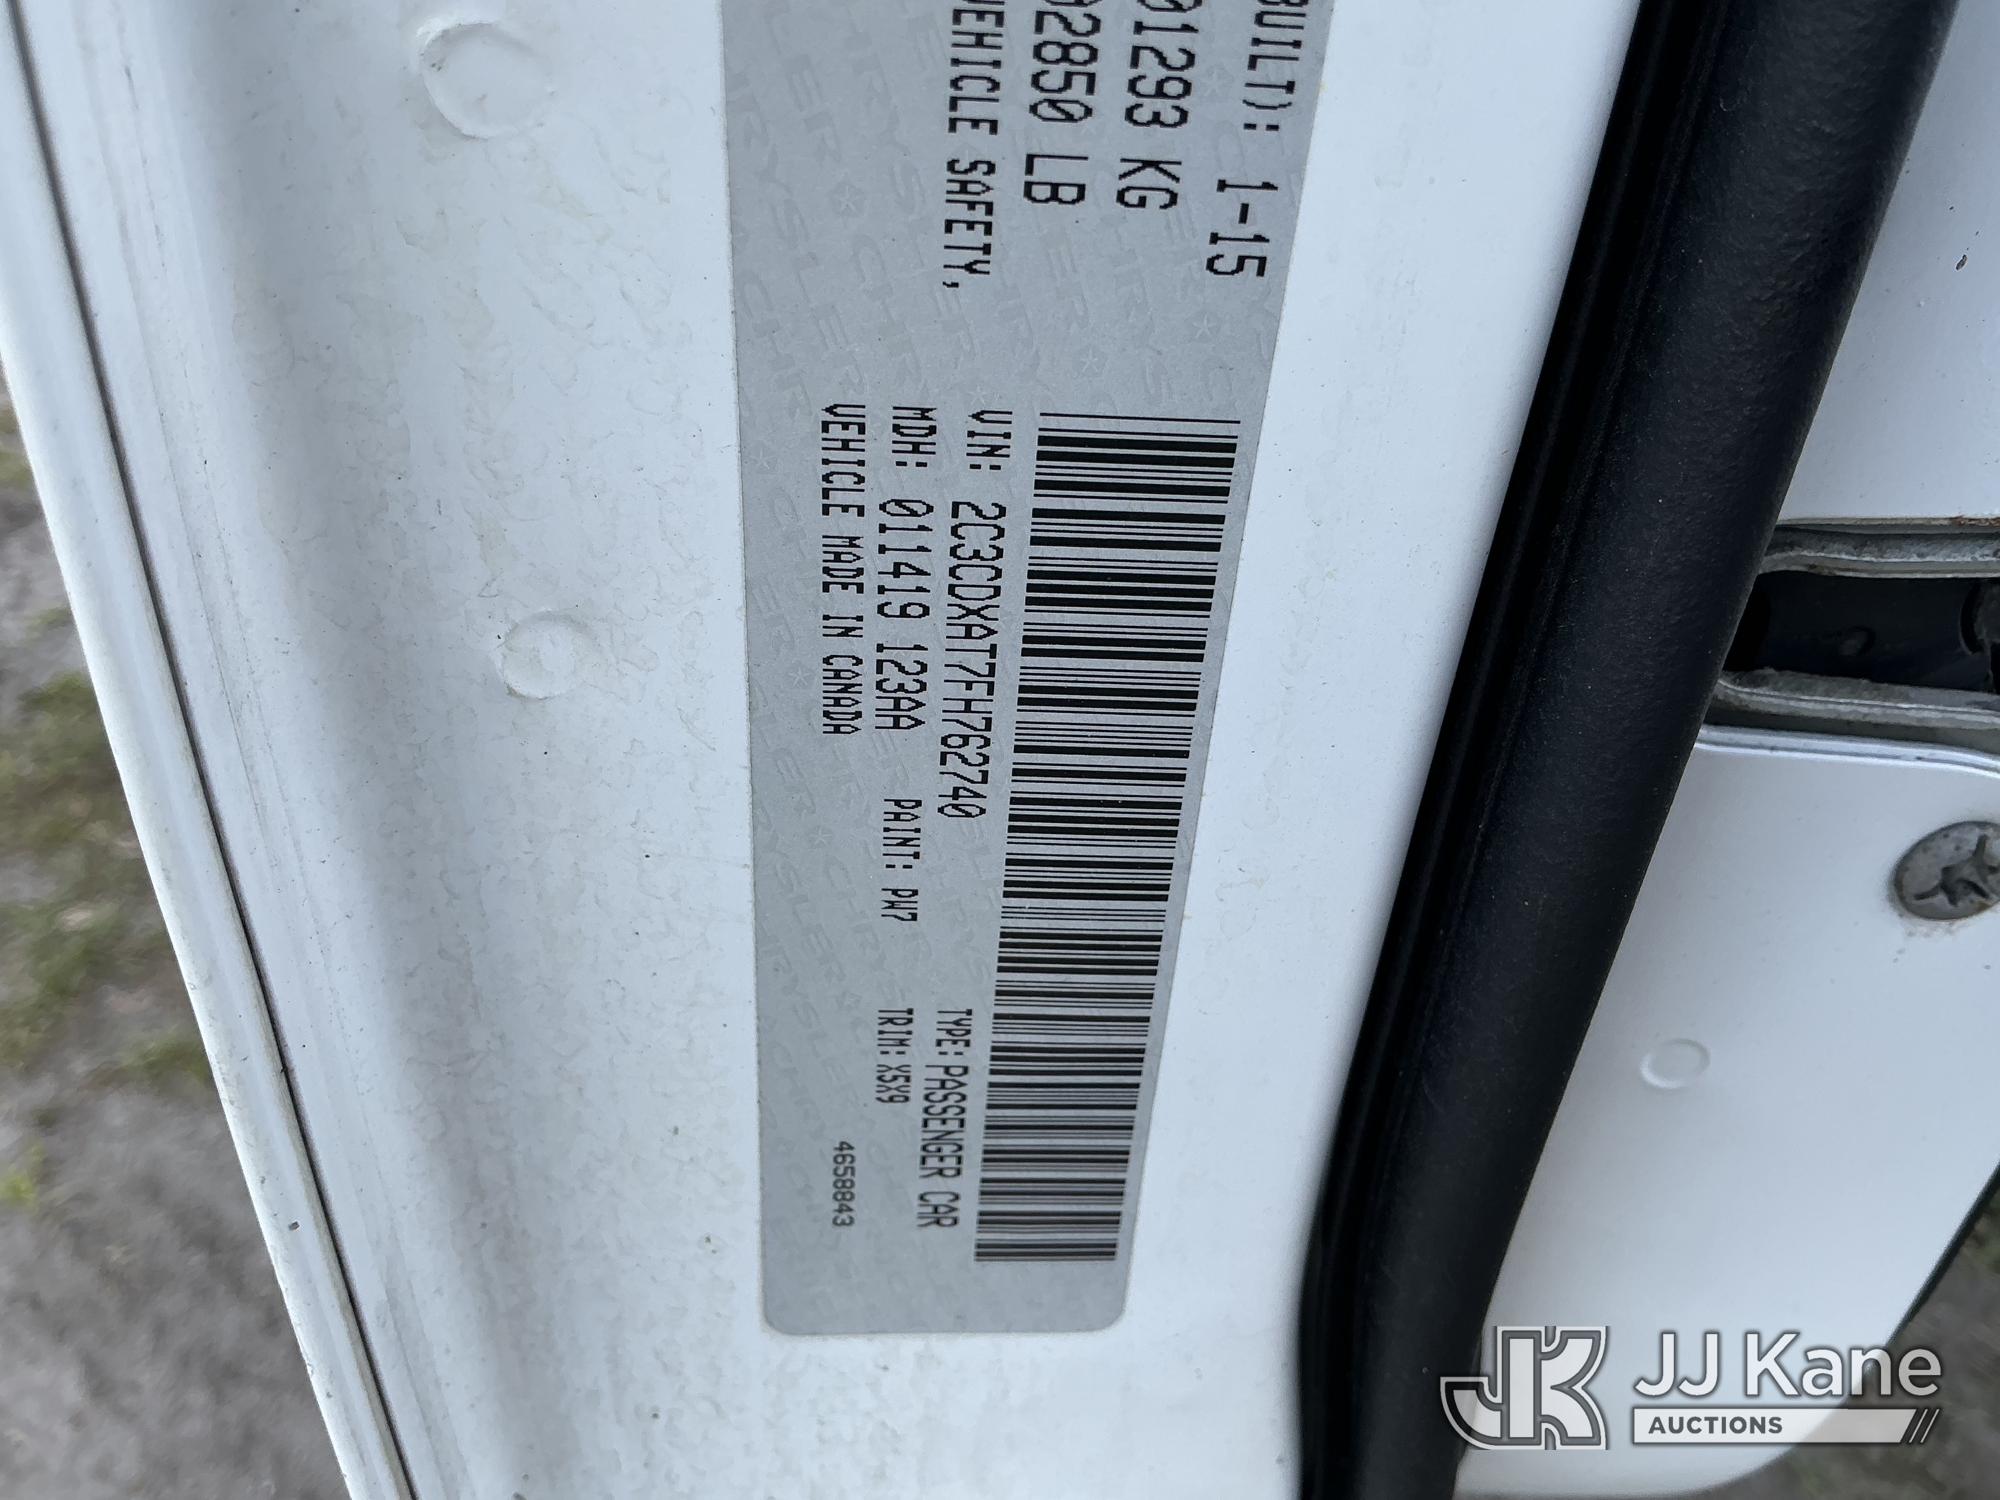 BUILT): 1-15
01293 KG
02850 LB
VEHICLE SAFETY,
VIN: 2C3CDXAT7FH762740
TYPE: PASSENGER CAR
MDH: 011419 123AA
PAINT: PW7
TRIM: X5X9
VEHICLE MADE IN CANADA
4658843
JK JJ Kane
AUCTIONS